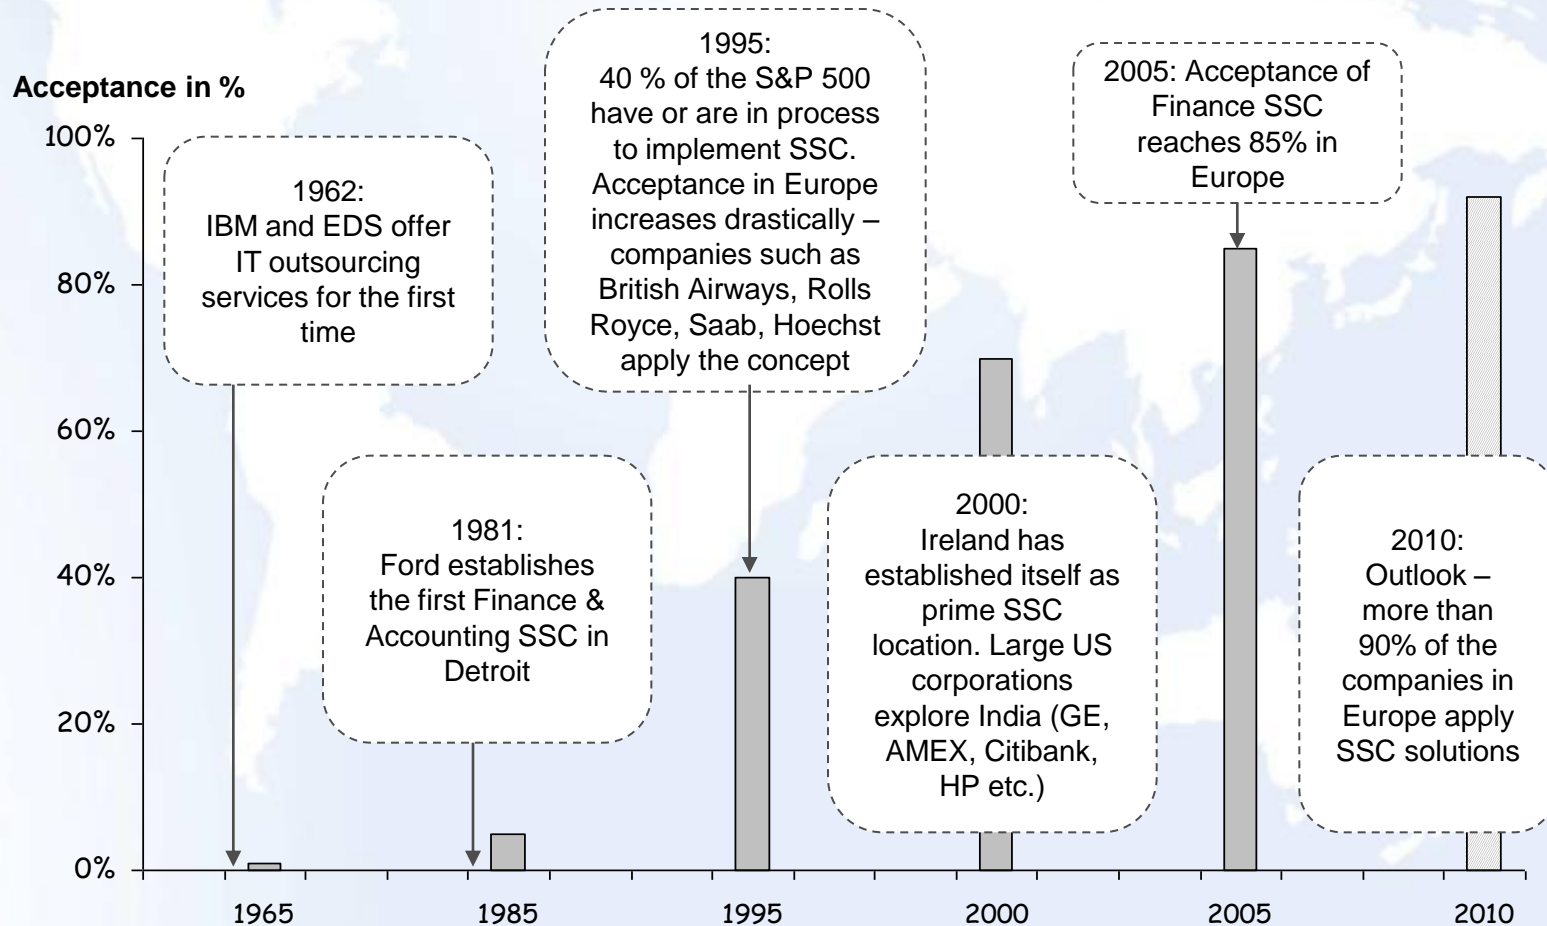 Acceptance in %
100%
80%
60%
40%
20%
0%
1962:
IBM and EDS offer
IT outsourcing
services for the first
time
1981:
Ford establishes
the first Finance &
Accounting SSC in
Detroit
1995:
40 % of the S&P 500
have or are in process
to implement SSC.
Acceptance in Europe
increases drastically –
companies such as
British Airways, Rolls
Royce, Saab, Hoechst
apply the concept
2000:
Ireland has
established itself as
prime SSC
location. Large US
corporations
explore India (GE,
AMEX, Citibank,
HP etc.)
2005: Acceptance of
Finance SSC
reaches 85% in
Europe
2010:
Outlook –
more than
90% of the
companies in
Europe apply
SSC solutions
1965
1985
1995
2000
2005
2010